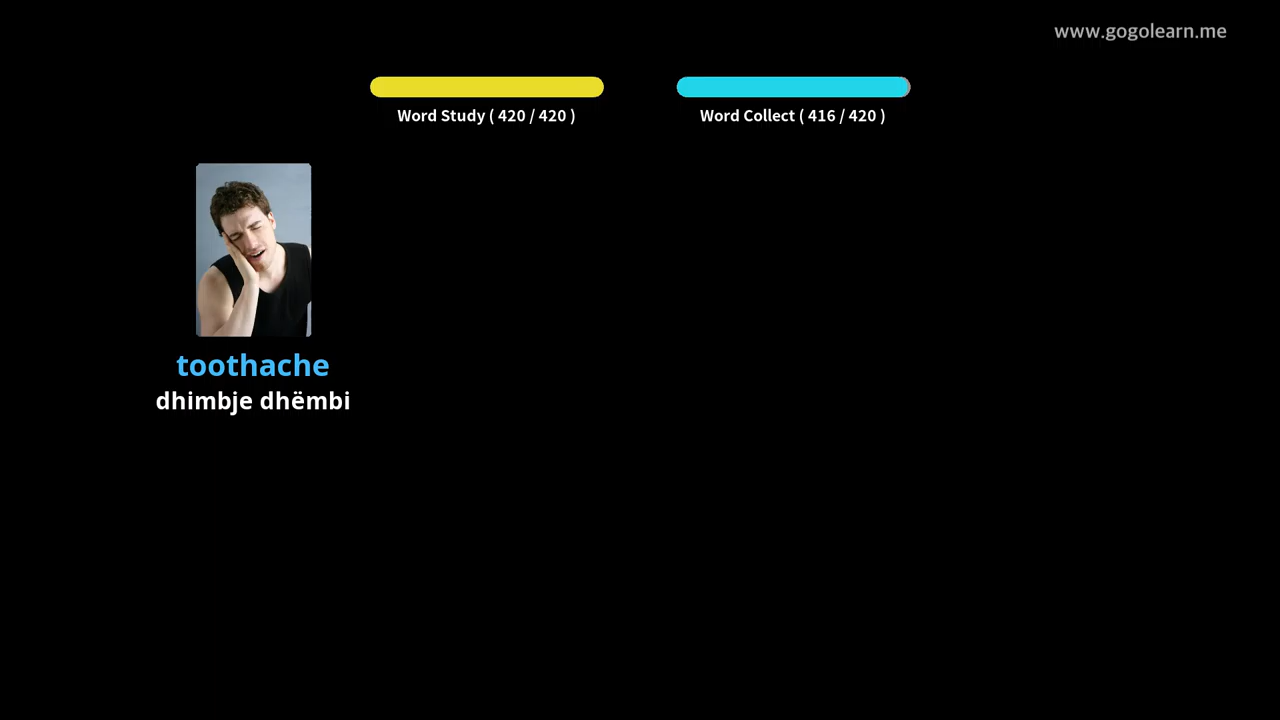 www.gogolearn.me
Word Study ( 420 / 420 )
Word Collect ( 416 / 420 )
toothache
dhimbje dhëmbi